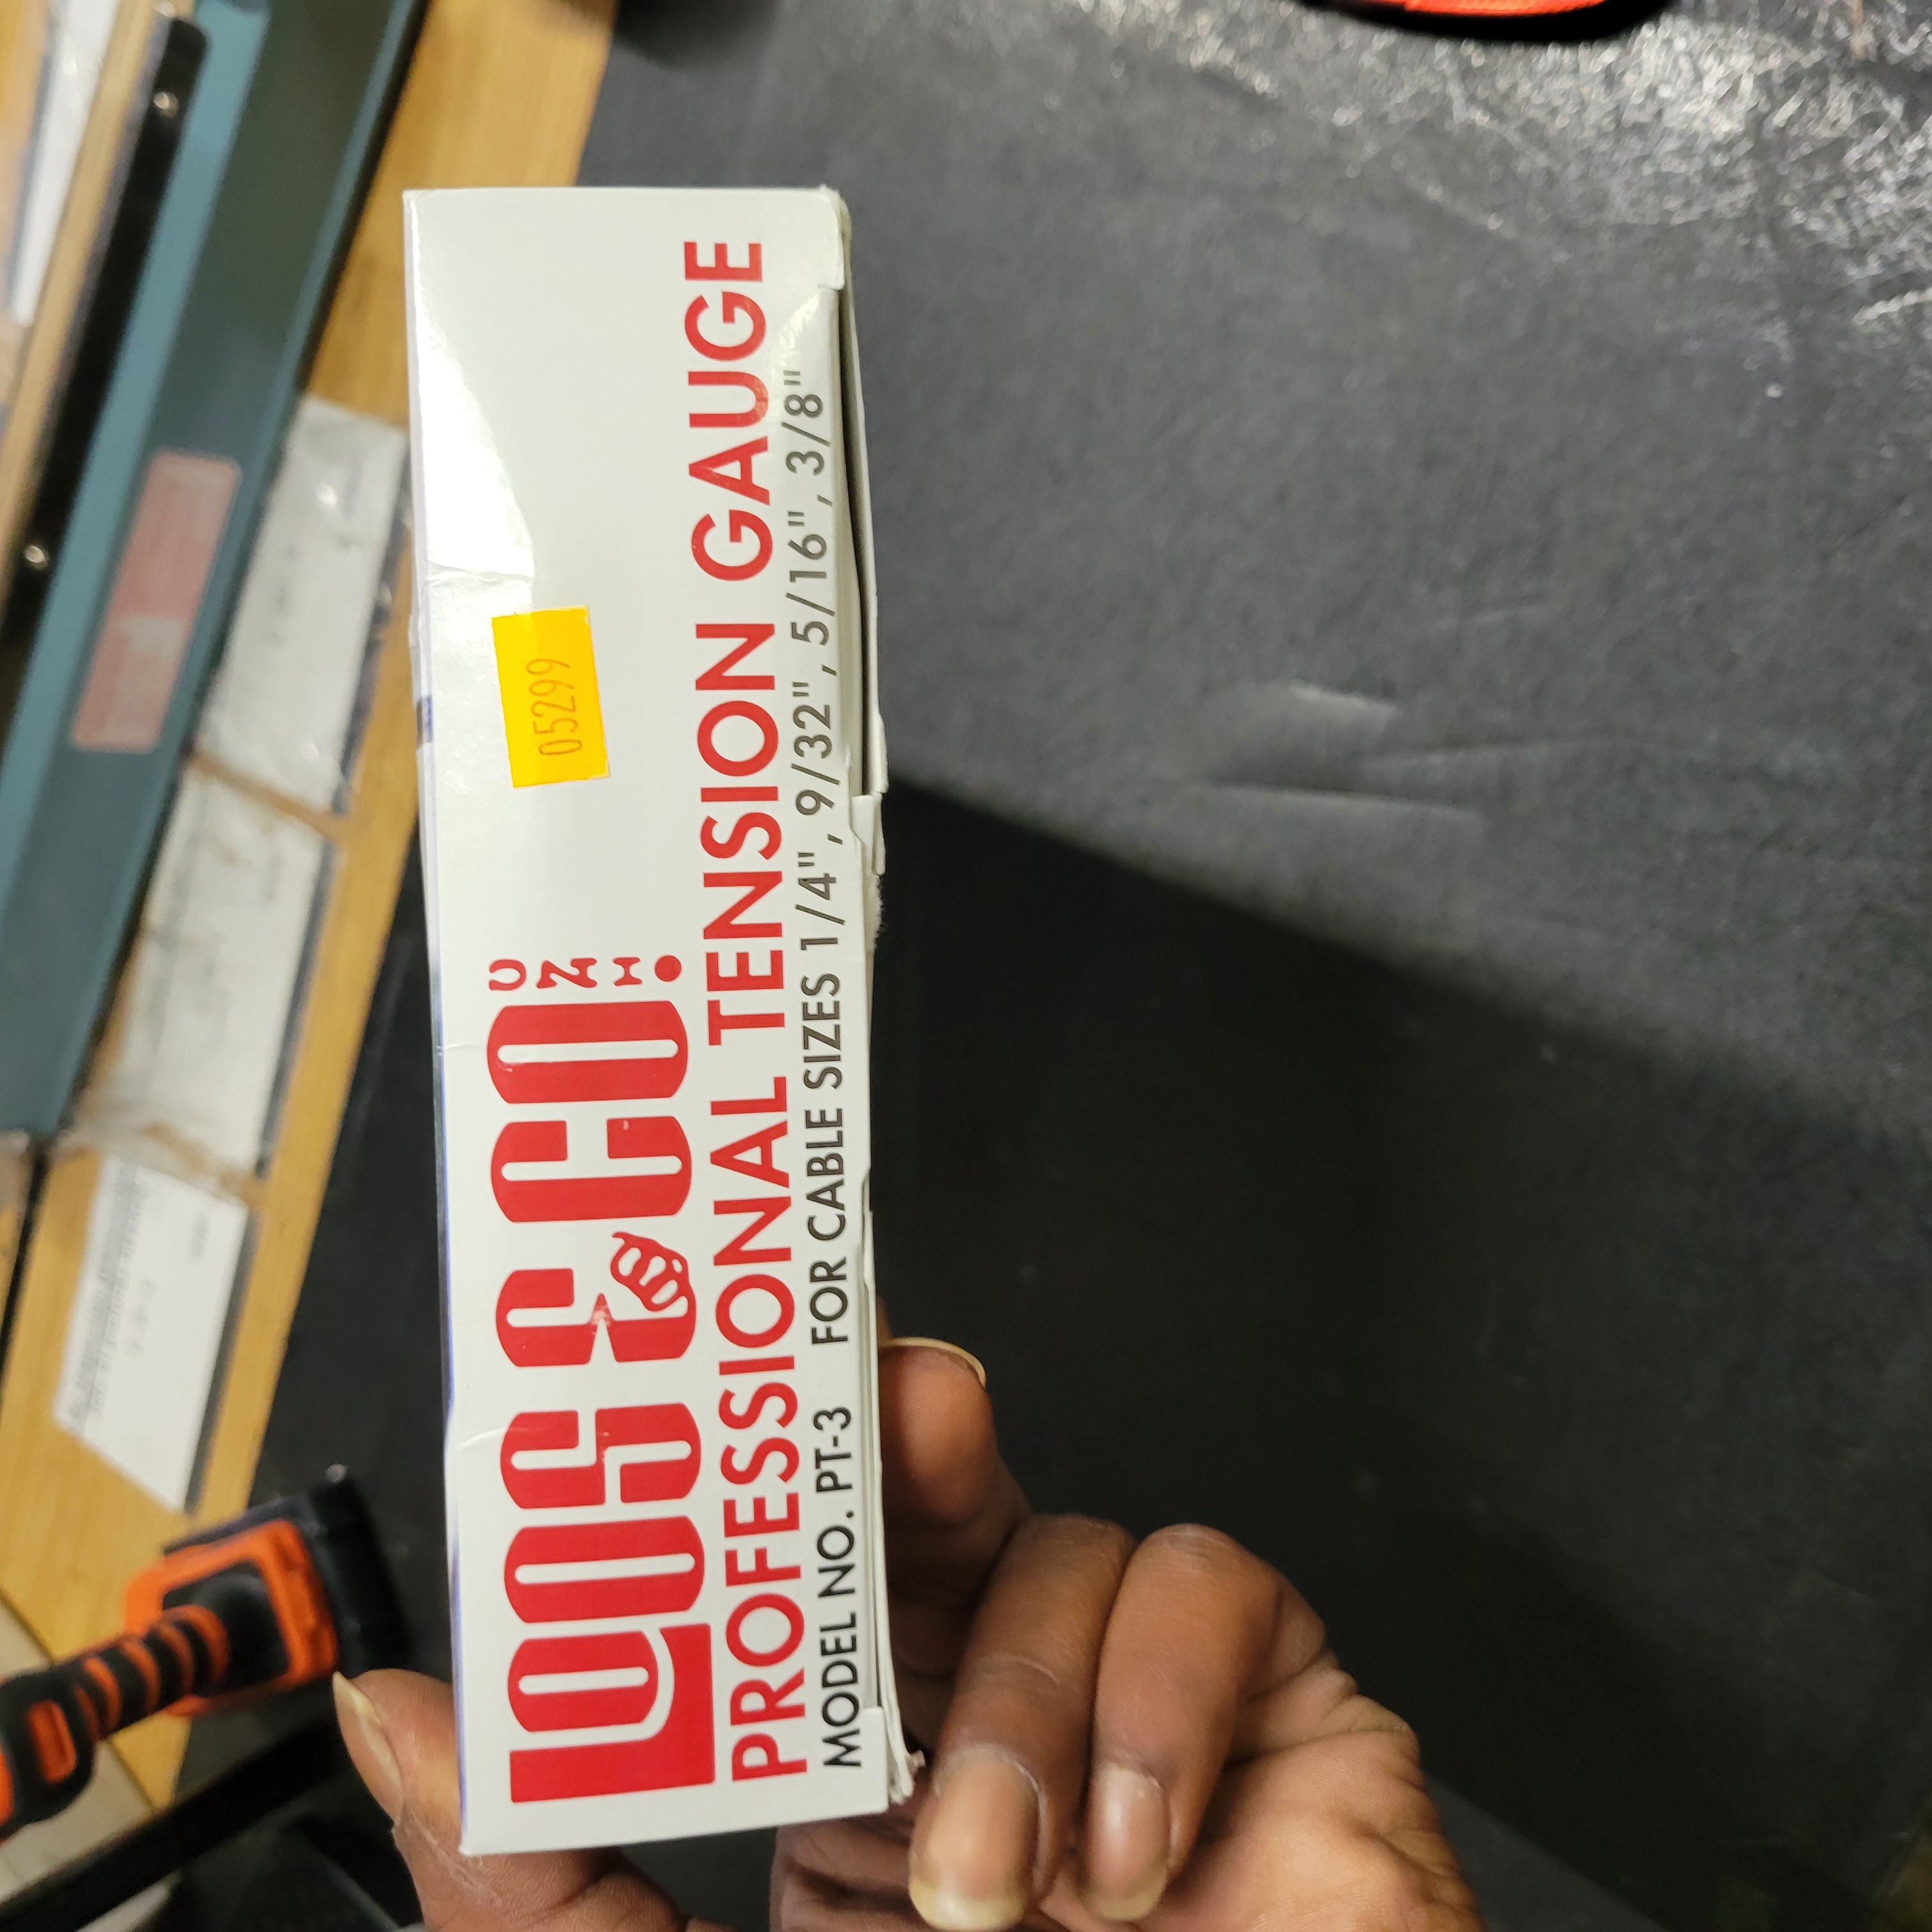 LOOS & CO. INC
05299
PROFESSIONAL TENSION GAUGE
MODEL NO. PT-3 FOR CABLE SIZES 1/4", 9/32", 5/16", 3/8"